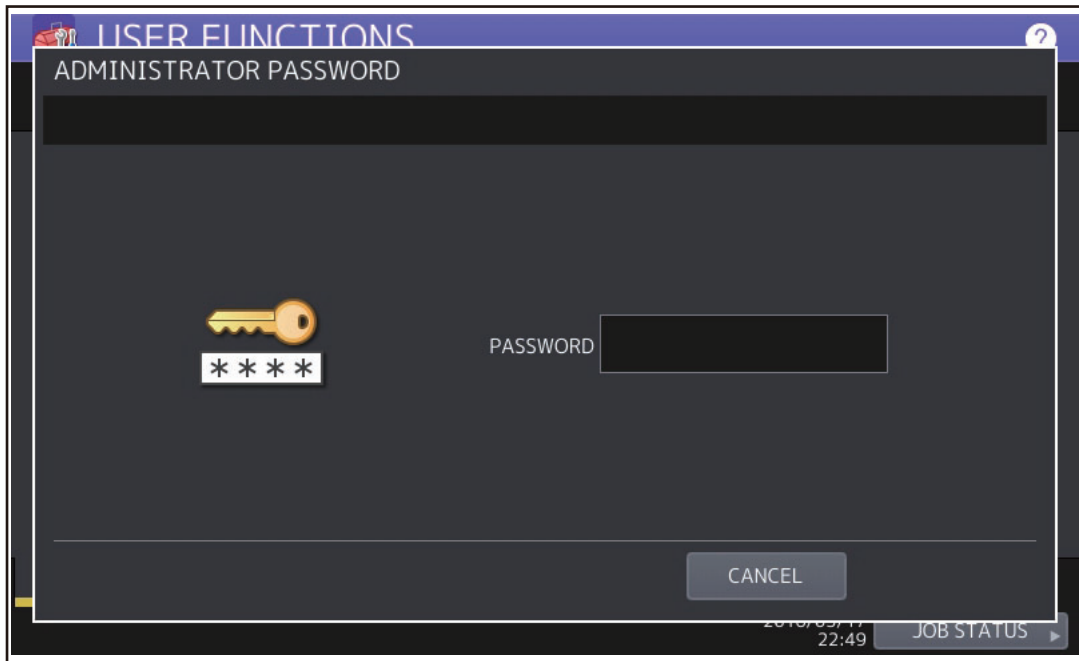 USER FUNCTIONS
?
ADMINISTRATOR PASSWORD
PASSWORD
* * * *
CANCEL
22:49
JOB STATUS